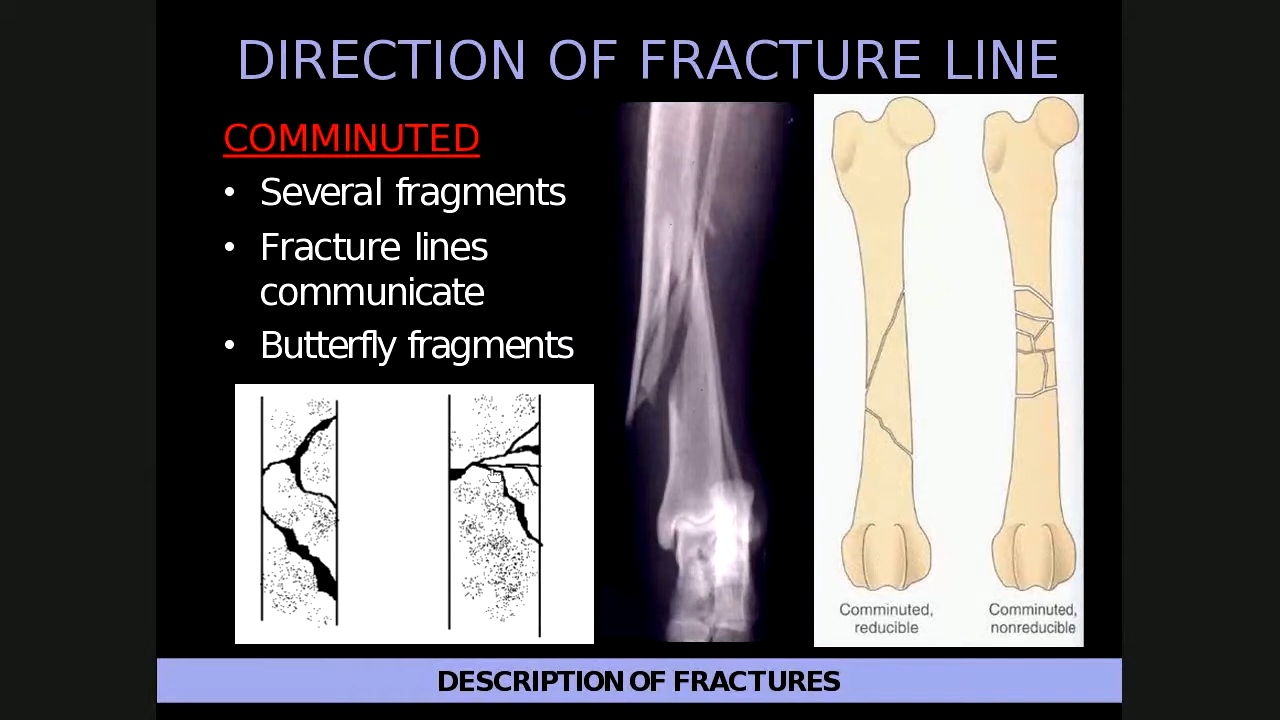 DIRECTION OF FRACTURE LINE
COMMINUTED
• Several fragments
• Fracture lines
communicate
• Butterfly fragments
Comminuted,
reducible
Comminuted,
nonreducible
DESCRIPTION OF FRACTURES